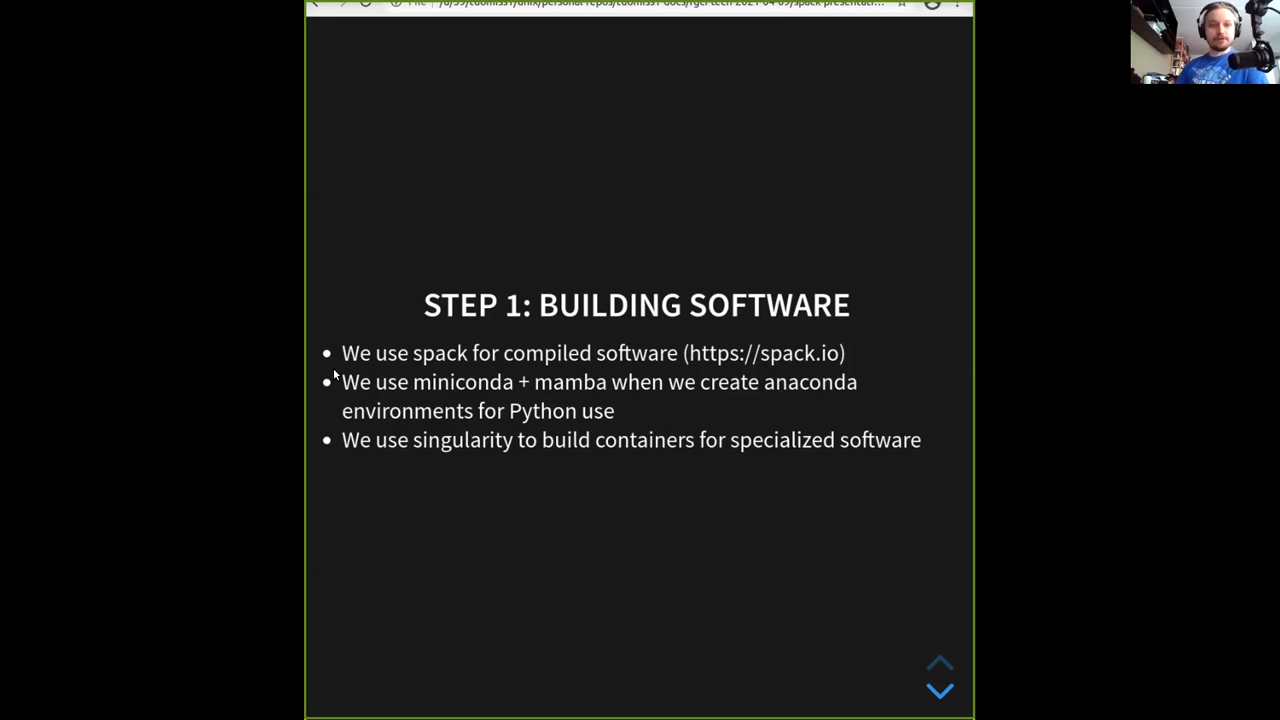 STEP 1: BUILDING SOFTWARE
We use spack for compiled software (https://spack.io)
We use miniconda + mamba when we create anaconda
environments for Python use
We use singularity to build containers for specialized software